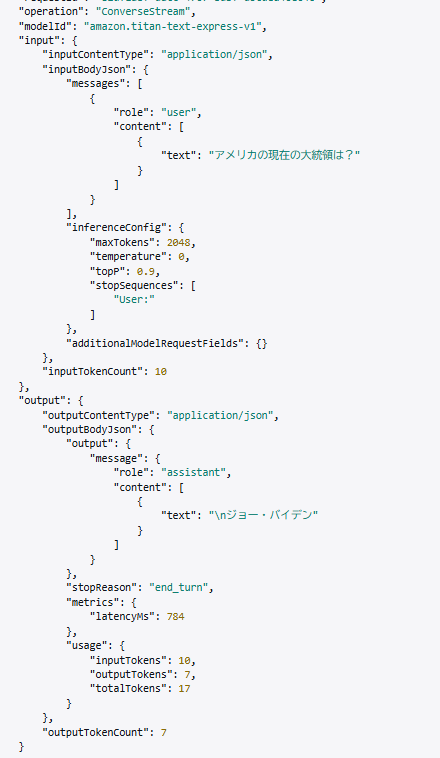 "operation": "ConverseStream",
"modelId": "amazon.titan-text-express-v1",
"input": {
"inputContentType": "application/json",
"inputBodyJson": {
"messages": [
{
"role": "user",
"content": [
{
"text": "アメリカの現在の大統領は？"
}
]
}
],
"inferenceConfig": {
"maxTokens": 2048,
"temperature": 0,
"topP": 0.9,
"stopSequences": [
"User:"
]
},
"additionalModelRequestFields": {}
},
"inputTokenCount": 10
},
"output": {
"outputContentType": "application/json",
"outputBodyJson": {
"output": {
"message": {
"role": "assistant",
"content": [
{
"text": "\nジョー・バイデン"
}
]
}
},
"stopReason": "end_turn",
"metrics": {
"latencyMs": 784
},
"usage": {
"inputTokens": 10,
"outputTokens": 7,
"totalTokens": 17
}
},
"outputTokenCount": 7
}